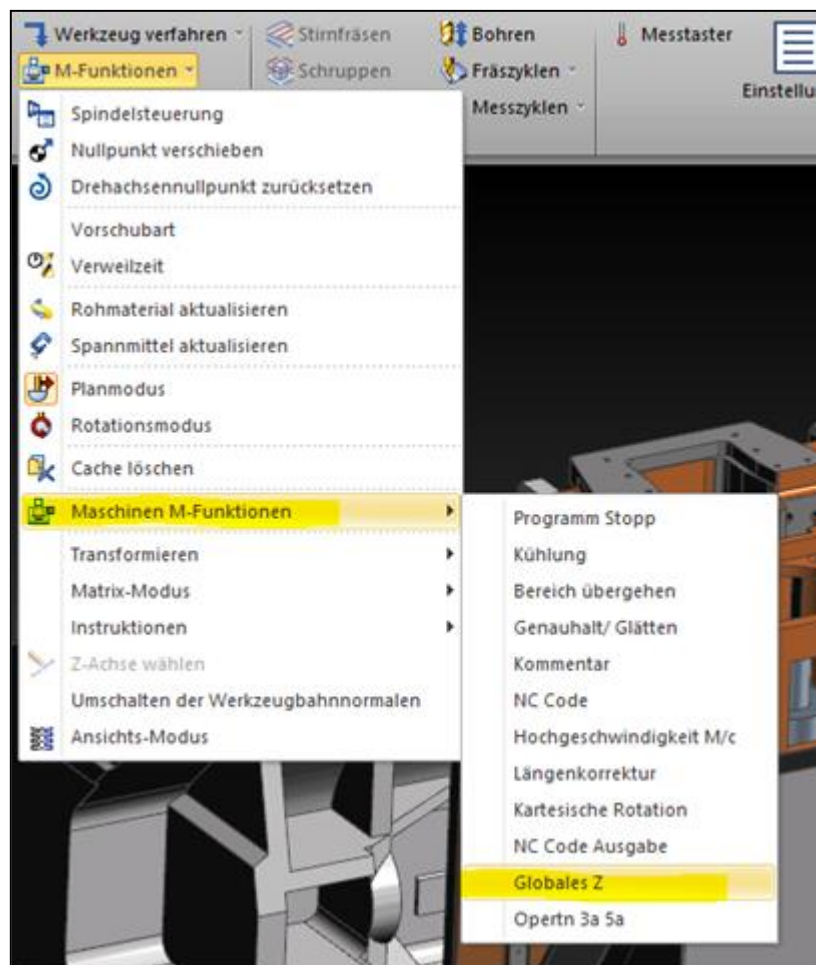 Werkzeug verfahren
Stirnfräsen
Bohren
Messtaster
M-Funktionen
Schruppen
Fräszyklen
Einstellu
Messzyklen
Spindelsteuerung
Nullpunkt verschieben
Drehachsennullpunkt zurücksetzen
Vorschubart
Verweilzeit
Rohmaterial aktualisieren
Spannmittel aktualisieren
Planmodus
Rotationsmodus
Cache löschen
Maschinen M-Funktionen
Transformieren
Matrix-Modus
Instruktionen
Z-Achse wählen
Umschalten der Werkzeugbahnnormalen
Ansichts-Modus
Programm Stopp
Kühlung
Bereich übergehen
Genauhalt/ Glätten
Kommentar
NC Code
Hochgeschwindigkeit M/c
Längenkorrektur
Kartesische Rotation
NC Code Ausgabe
Globales Z
Opertn 3a 5a